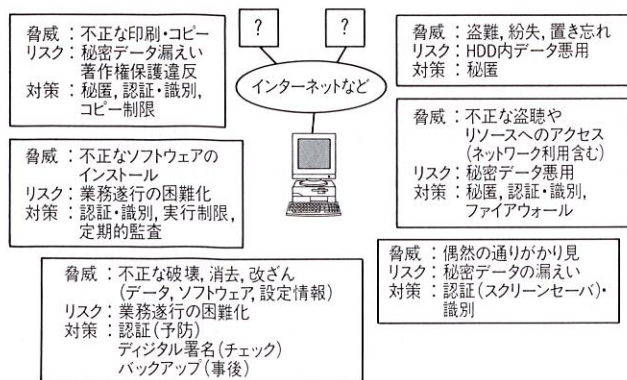 脅威 : 不正な印刷・コピー
リスク: 秘密データ漏えい
著作権保護違反
対策 : 秘匿, 認証・識別,
コピー制限
?
?
インターネットなど
脅威 : 盗難, 紛失, 置き忘れ
リスク: HDD内データ悪用
対策 : 秘匿
脅威 : 不正なソフトウェアの
インストール
リスク: 業務遂行の困難化
対策 : 認証・識別, 実行制限,
定期的監査
脅威 : 不正な盗聴や
リソースへのアクセス
(ネットワーク利用含む)
リスク: 秘密データ悪用
対策 : 秘匿, 認証・識別,
ファイアウォール
脅威 : 不正な破壊, 消去, 改ざん
(データ, ソフトウェア, 設定情報)
リスク: 業務遂行の困難化
対策 : 認証(予防)
ディジタル署名(チェック)
バックアップ(事後)
脅威 : 偶然の通りがかり見
リスク: 秘密データの漏えい
対策 : 認証(スクリーンセーバ)・
識別